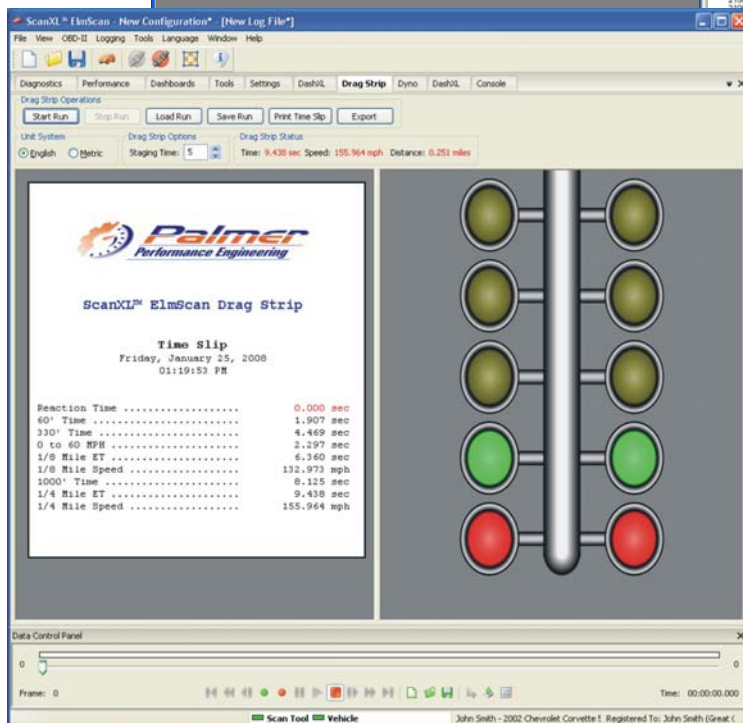 ScanXL™ ElmScan - New Configuration* - [New Log File*]
File View OBD-II Logging Tools Language Window Help
Diagnostics Performance Dashboards Tools Settings DashXL Drag Strip Dyno DashXL Console
Drag Strip Operations
Start Run Stop Run Load Run Save Run Print Time Slip Export
Unit System Drag Strip Options Drag Strip Status
English Metric Staging Time: 5 Time: 9.438 sec Speed: 155.964 mph Distance: 0.251 miles
Palmer
Performance Engineering
ScanXL™ ElmScan Drag Strip
Time Slip
Friday, January 25, 2008
01:19:53 PM
Reaction Time .................... 0.000 sec
60' Time ......................... 1.907 sec
330' Time ........................ 4.469 sec
0 to 60 MPH ...................... 2.297 sec
1/8 Mile ET ...................... 6.360 sec
1/8 Mile Speed ................... 132.973 mph
1000' Time ....................... 8.125 sec
1/4 Mile ET ...................... 9.438 sec
1/4 Mile Speed ................... 155.964 mph
Data Control Panel
0 0
Frame: 0 Time: 00:00:00.000
Scan Tool Vehicle John Smith - 2002 Chevrolet Corvette Registered To: John Smith (Great